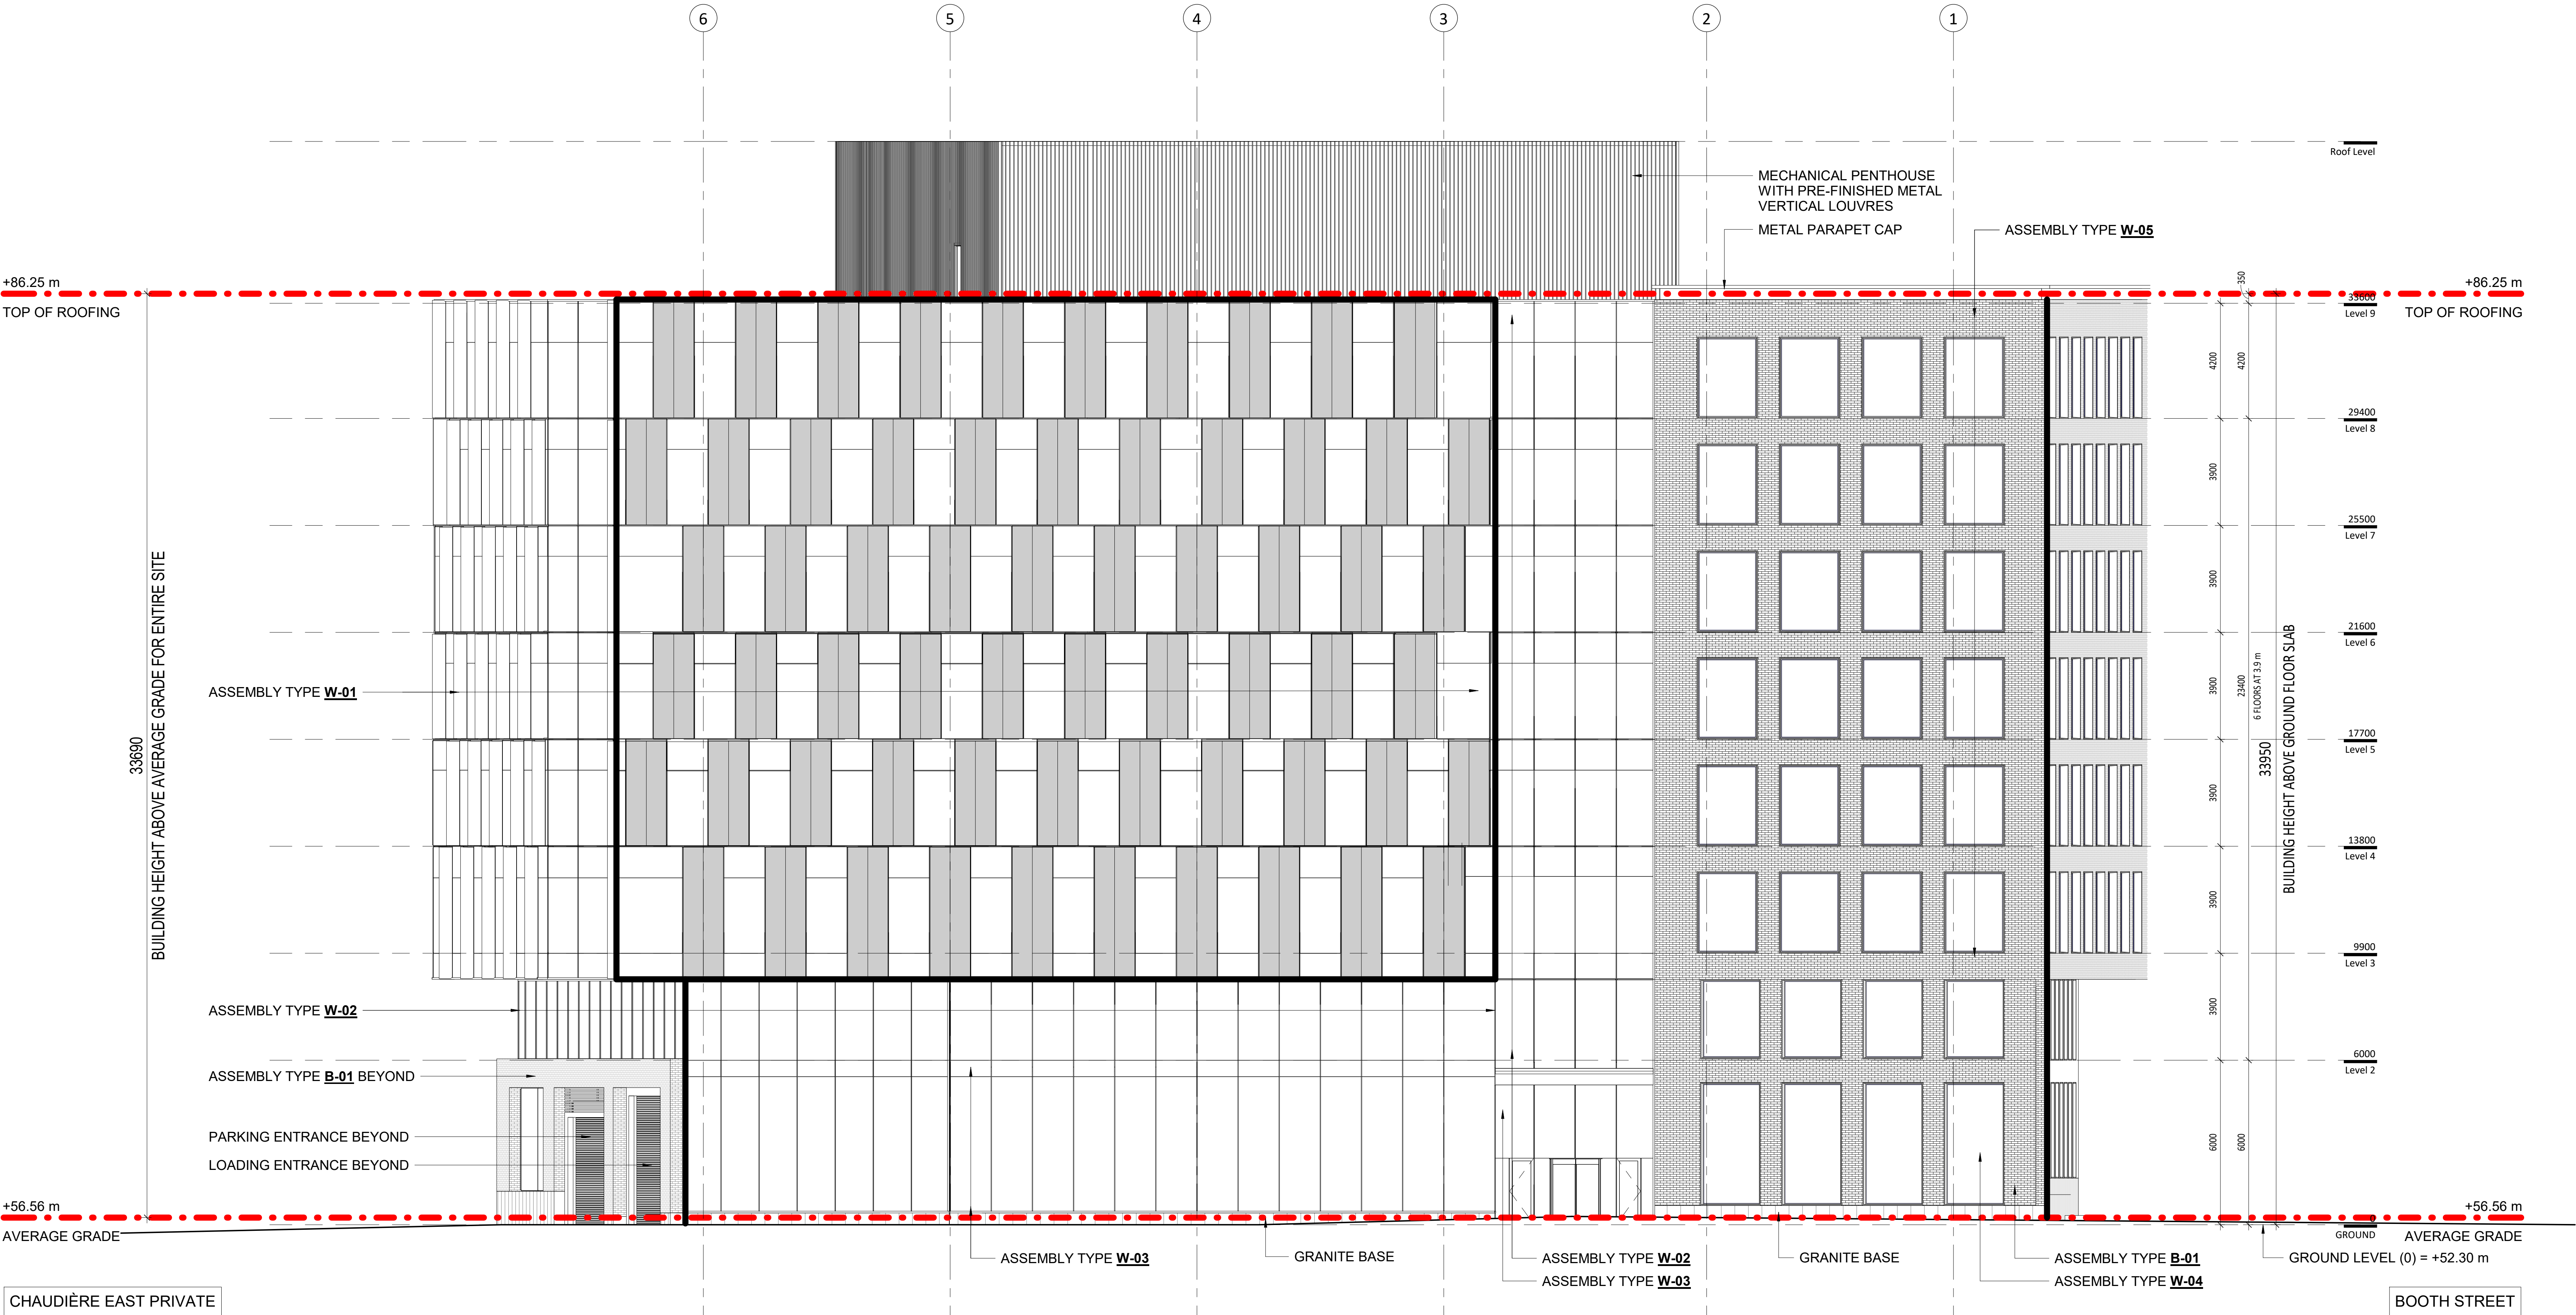 6
5
4
3
2
1
Roof Level
MECHANICAL PENTHOUSE
WITH PRE-FINISHED METAL
VERTICAL LOUVRES
METAL PARAPET CAP
ASSEMBLY TYPE W-05
+86.25 m
TOP OF ROOFING
350
+86.25 m
TOP OF ROOFING
33600
Level 9
4200
4200
29400
Level 8
3900
25500
Level 7
3900
21600
Level 6
3900
23400
6 FLOORS AT 3.9 m
17700
Level 5
3900
13800
Level 4
3900
9900
Level 3
3900
6000
Level 2
6000
6000
33950
BUILDING HEIGHT ABOVE GROUND FLOOR SLAB
33690
BUILDING HEIGHT ABOVE AVERAGE GRADE FOR ENTIRE SITE
ASSEMBLY TYPE W-01
ASSEMBLY TYPE W-02
ASSEMBLY TYPE B-01 BEYOND
PARKING ENTRANCE BEYOND
LOADING ENTRANCE BEYOND
+56.56 m
AVERAGE GRADE
+56.56 m
0
GROUND
AVERAGE GRADE
ASSEMBLY TYPE W-03
GRANITE BASE
ASSEMBLY TYPE W-02
ASSEMBLY TYPE W-03
GRANITE BASE
ASSEMBLY TYPE B-01
ASSEMBLY TYPE W-04
GROUND LEVEL (0) = +52.30 m
CHAUDIÈRE EAST PRIVATE
BOOTH STREET